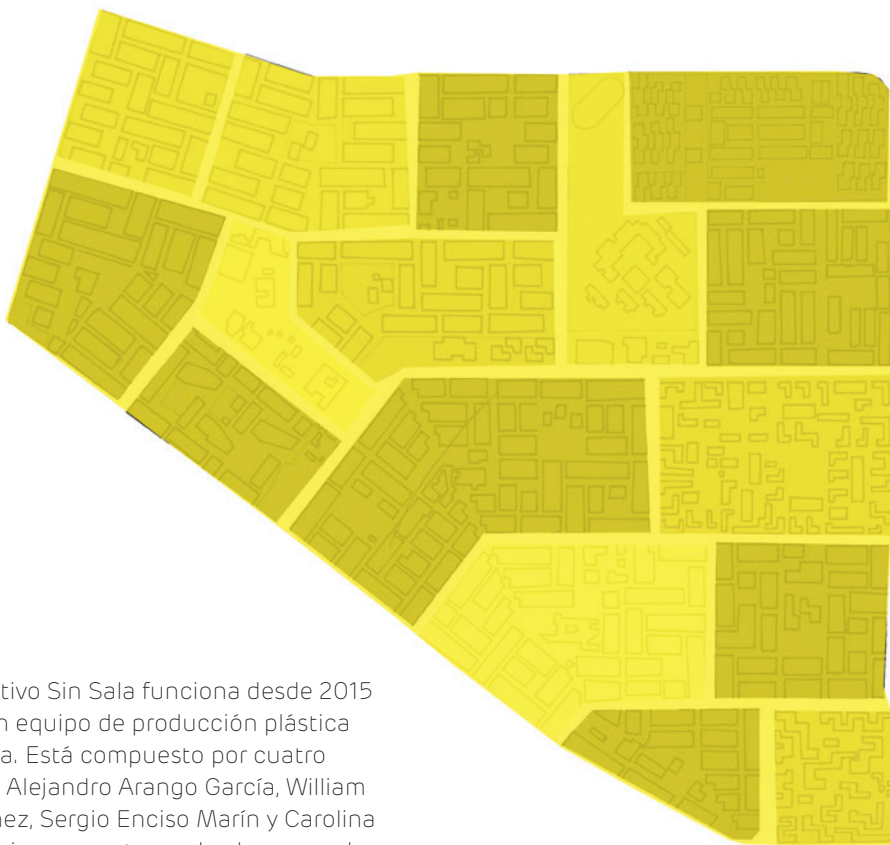 tivo Sin Sala funciona desde 2015
n equipo de producción plástica
a. Está compuesto por cuatro
Alejandro Arango García, William
nez, Sergio Enciso Marín y Carolina